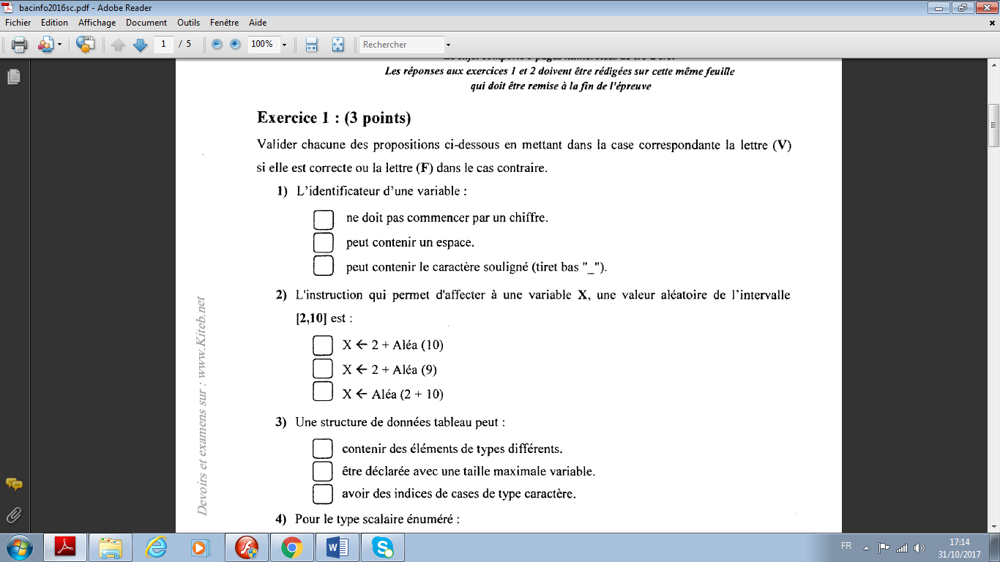 bacinfo2016sc.pdf - Adobe Reader
Fichier Edition Affichage Document Outils Fenêtre Aide
1 / 5 100% Rechercher
Les réponses aux exercices 1 et 2 doivent être rédigées sur cette même feuille
qui doit être remise à la fin de l'épreuve
Exercice 1 : (3 points)
Valider chacune des propositions ci-dessous en mettant dans la case correspondante la lettre (V)
si elle est correcte ou la lettre (F) dans le cas contraire.
1) L'identificateur d'une variable :
ne doit pas commencer par un chiffre.
peut contenir un espace.
peut contenir le caractère souligné (tiret bas "_").
2) L'instruction qui permet d'affecter à une variable X, une valeur aléatoire de l'intervalle
[2,10] est :
X ← 2 + Aléa (10)
X ← 2 + Aléa (9)
X ← Aléa (2 + 10)
3) Une structure de données tableau peut :
contenir des éléments de types différents.
être déclarée avec une taille maximale variable.
avoir des indices de cases de type caractère.
4) Pour le type scalaire énuméré :
Devoirs et examens sur : www.Kiteb.net
FR
17:14
31/10/2017